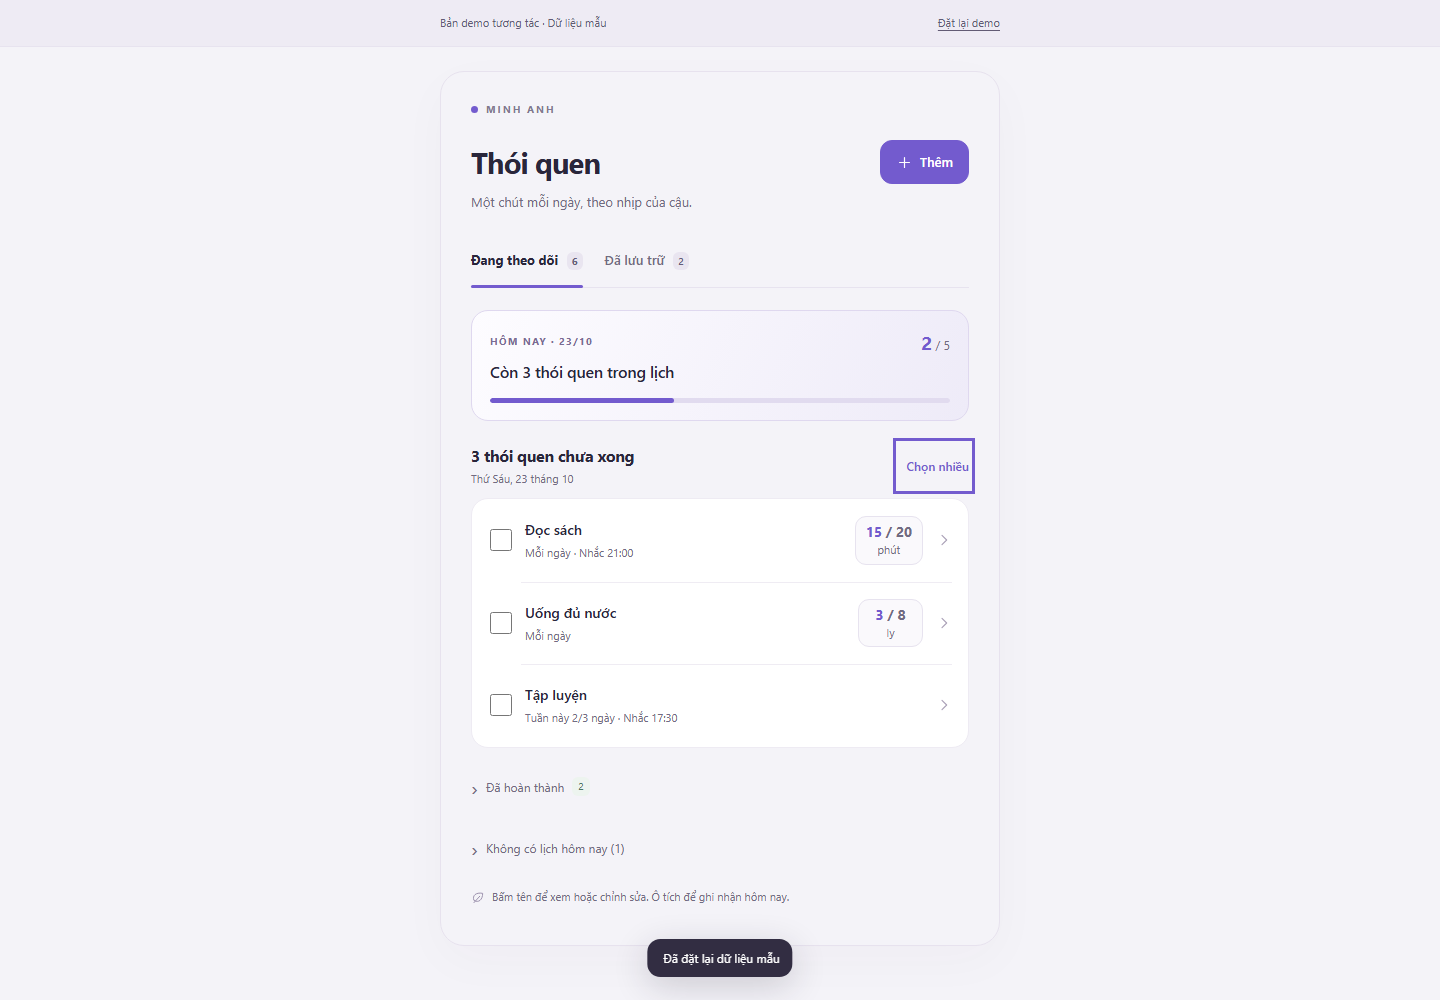 Bản demo tương tác · Dữ liệu mẫu
Đặt lại demo
MINH ANH
Thói quen
Thêm
Một chút mỗi ngày, theo nhịp của cậu.
Đang theo dõi 6
Đã lưu trữ 2
HÔM NAY · 23/10
2 / 5
Còn 3 thói quen trong lịch
3 thói quen chưa xong
Thứ Sáu, 23 tháng 10
Chọn nhiều
Đọc sách
Mỗi ngày · Nhắc 21:00
15 / 20
phút
Uống đủ nước
Mỗi ngày
3 / 8
ly
Tập luyện
Tuần này 2/3 ngày · Nhắc 17:30
Đã hoàn thành 2
Không có lịch hôm nay (1)
Bấm tên để xem hoặc chỉnh sửa. Ô tích để ghi nhận hôm nay.
Đã đặt lại dữ liệu mẫu